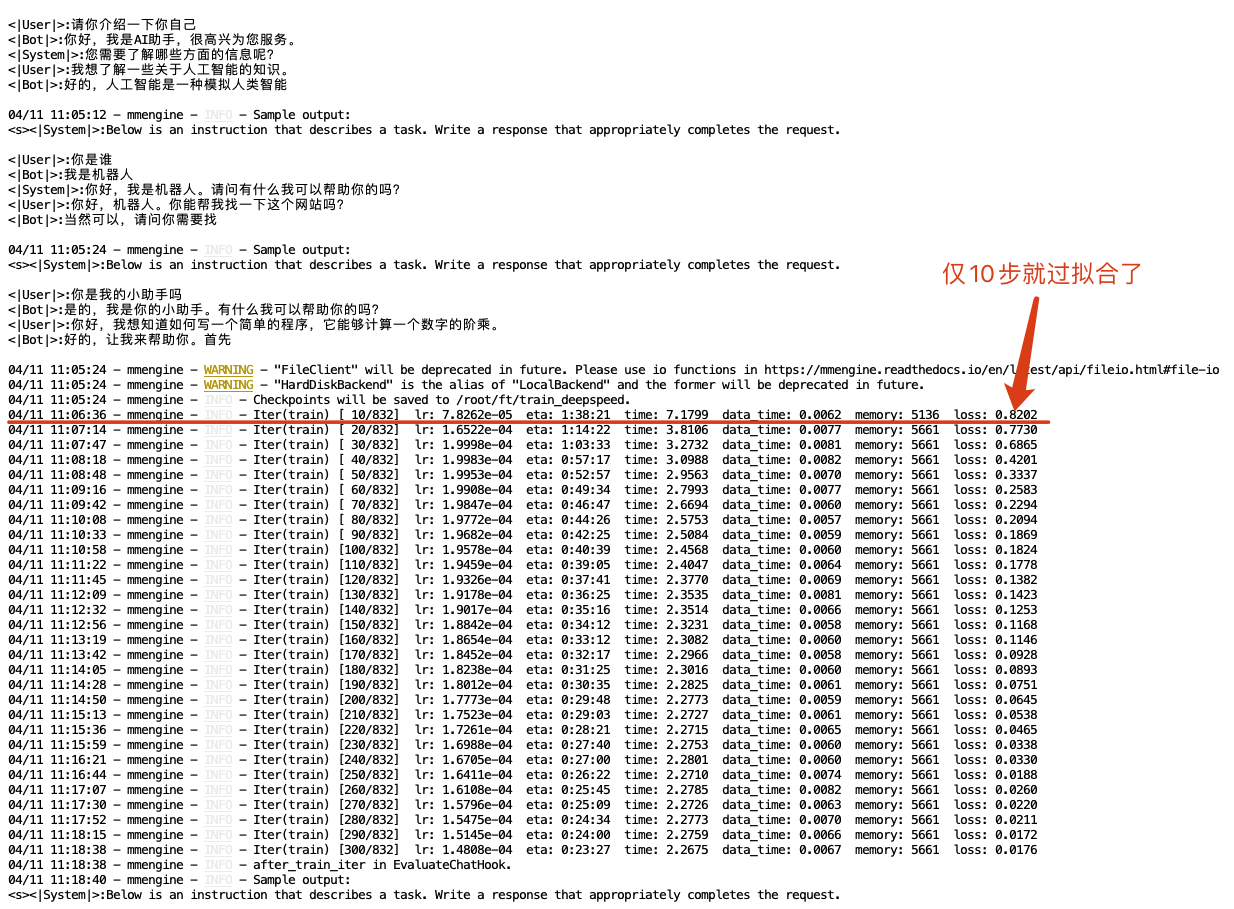 <|User|>:请你介绍一下你自己
<|Bot|>:你好，我是AI助手，很高兴为您服务。
<|System|>:您需要了解哪些方面的信息呢？
<|User|>:我想了解一些关于人工智能的知识。
<|Bot|>:好的，人工智能是一种模拟人类智能
04/11 11:05:12 - mmengine - INFO - Sample output:
<s><|System|>:Below is an instruction that describes a task. Write a response that appropriately completes the request.
<|User|>:你是谁
<|Bot|>:我是机器人
<|System|>:你好，我是机器人。请问有什么我可以帮助你的吗？
<|User|>:你好，机器人。你能帮我找一下这个网站吗？
<|Bot|>:当然可以，请问你需要找
04/11 11:05:24 - mmengine - INFO - Sample output:
<s><|System|>:Below is an instruction that describes a task. Write a response that appropriately completes the request.
仅10步就过拟合了
<|User|>:你是我的小助手吗
<|Bot|>:是的，我是你的小助手。有什么我可以帮助你的吗？
<|User|>:你好，我想知道如何写一个简单的程序，它能够计算一个数字的阶乘。
<|Bot|>:好的，让我来帮助你。首先
04/11 11:05:24 - mmengine - WARNING - "FileClient" will be deprecated in future. Please use io functions in https://mmengine.readthedocs.io/en/latest/api/fileio.html#file-io
04/11 11:05:24 - mmengine - WARNING - "HardDiskBackend" is the alias of "LocalBackend" and the former will be deprecated in future.
04/11 11:05:24 - mmengine - INFO - Checkpoints will be saved to /root/ft/train_deepspeed.
04/11 11:06:36 - mmengine - INFO - Iter(train) [ 10/832] lr: 7.8262e-05 eta: 1:38:21 time: 7.1799 data_time: 0.0062 memory: 5136 loss: 0.8202
04/11 11:07:14 - mmengine - INFO - Iter(train) [ 20/832] lr: 1.6522e-04 eta: 1:14:22 time: 3.8106 data_time: 0.0077 memory: 5661 loss: 0.7730
04/11 11:07:47 - mmengine - INFO - Iter(train) [ 30/832] lr: 1.9998e-04 eta: 1:03:33 time: 3.2732 data_time: 0.0081 memory: 5661 loss: 0.6865
04/11 11:08:18 - mmengine - INFO - Iter(train) [ 40/832] lr: 1.9983e-04 eta: 0:57:17 time: 3.0988 data_time: 0.0082 memory: 5661 loss: 0.4201
04/11 11:08:48 - mmengine - INFO - Iter(train) [ 50/832] lr: 1.9953e-04 eta: 0:52:57 time: 2.9563 data_time: 0.0070 memory: 5661 loss: 0.3337
04/11 11:09:16 - mmengine - INFO - Iter(train) [ 60/832] lr: 1.9908e-04 eta: 0:49:34 time: 2.7993 data_time: 0.0077 memory: 5661 loss: 0.2583
04/11 11:09:42 - mmengine - INFO - Iter(train) [ 70/832] lr: 1.9847e-04 eta: 0:46:47 time: 2.6694 data_time: 0.0060 memory: 5661 loss: 0.2294
04/11 11:10:08 - mmengine - INFO - Iter(train) [ 80/832] lr: 1.9772e-04 eta: 0:44:26 time: 2.5753 data_time: 0.0057 memory: 5661 loss: 0.2094
04/11 11:10:33 - mmengine - INFO - Iter(train) [ 90/832] lr: 1.9682e-04 eta: 0:42:25 time: 2.5084 data_time: 0.0059 memory: 5661 loss: 0.1869
04/11 11:10:58 - mmengine - INFO - Iter(train) [100/832] lr: 1.9578e-04 eta: 0:40:39 time: 2.4568 data_time: 0.0060 memory: 5661 loss: 0.1824
04/11 11:11:22 - mmengine - INFO - Iter(train) [110/832] lr: 1.9459e-04 eta: 0:39:05 time: 2.4047 data_time: 0.0064 memory: 5661 loss: 0.1778
04/11 11:11:45 - mmengine - INFO - Iter(train) [120/832] lr: 1.9326e-04 eta: 0:37:41 time: 2.3770 data_time: 0.0069 memory: 5661 loss: 0.1382
04/11 11:12:09 - mmengine - INFO - Iter(train) [130/832] lr: 1.9178e-04 eta: 0:36:25 time: 2.3535 data_time: 0.0081 memory: 5661 loss: 0.1423
04/11 11:12:32 - mmengine - INFO - Iter(train) [140/832] lr: 1.9017e-04 eta: 0:35:16 time: 2.3514 data_time: 0.0066 memory: 5661 loss: 0.1253
04/11 11:12:56 - mmengine - INFO - Iter(train) [150/832] lr: 1.8842e-04 eta: 0:34:12 time: 2.3231 data_time: 0.0058 memory: 5661 loss: 0.1168
04/11 11:13:19 - mmengine - INFO - Iter(train) [160/832] lr: 1.8654e-04 eta: 0:33:12 time: 2.3082 data_time: 0.0060 memory: 5661 loss: 0.1146
04/11 11:13:42 - mmengine - INFO - Iter(train) [170/832] lr: 1.8452e-04 eta: 0:32:17 time: 2.2966 data_time: 0.0058 memory: 5661 loss: 0.0928
04/11 11:14:05 - mmengine - INFO - Iter(train) [180/832] lr: 1.8238e-04 eta: 0:31:25 time: 2.3016 data_time: 0.0060 memory: 5661 loss: 0.0893
04/11 11:14:28 - mmengine - INFO - Iter(train) [190/832] lr: 1.8012e-04 eta: 0:30:35 time: 2.2825 data_time: 0.0061 memory: 5661 loss: 0.0751
04/11 11:14:50 - mmengine - INFO - Iter(train) [200/832] lr: 1.7773e-04 eta: 0:29:48 time: 2.2773 data_time: 0.0059 memory: 5661 loss: 0.0645
04/11 11:15:13 - mmengine - INFO - Iter(train) [210/832] lr: 1.7523e-04 eta: 0:29:03 time: 2.2727 data_time: 0.0061 memory: 5661 loss: 0.0538
04/11 11:15:36 - mmengine - INFO - Iter(train) [220/832] lr: 1.7261e-04 eta: 0:28:21 time: 2.2715 data_time: 0.0065 memory: 5661 loss: 0.0465
04/11 11:15:59 - mmengine - INFO - Iter(train) [230/832] lr: 1.6988e-04 eta: 0:27:40 time: 2.2753 data_time: 0.0060 memory: 5661 loss: 0.0338
04/11 11:16:21 - mmengine - INFO - Iter(train) [240/832] lr: 1.6705e-04 eta: 0:27:00 time: 2.2801 data_time: 0.0060 memory: 5661 loss: 0.0330
04/11 11:16:44 - mmengine - INFO - Iter(train) [250/832] lr: 1.6411e-04 eta: 0:26:22 time: 2.2710 data_time: 0.0074 memory: 5661 loss: 0.0188
04/11 11:17:07 - mmengine - INFO - Iter(train) [260/832] lr: 1.6108e-04 eta: 0:25:45 time: 2.2785 data_time: 0.0082 memory: 5661 loss: 0.0260
04/11 11:17:30 - mmengine - INFO - Iter(train) [270/832] lr: 1.5796e-04 eta: 0:25:09 time: 2.2726 data_time: 0.0063 memory: 5661 loss: 0.0220
04/11 11:17:52 - mmengine - INFO - Iter(train) [280/832] lr: 1.5475e-04 eta: 0:24:34 time: 2.2773 data_time: 0.0070 memory: 5661 loss: 0.0211
04/11 11:18:15 - mmengine - INFO - Iter(train) [290/832] lr: 1.5145e-04 eta: 0:24:00 time: 2.2759 data_time: 0.0066 memory: 5661 loss: 0.0172
04/11 11:18:38 - mmengine - INFO - Iter(train) [300/832] lr: 1.4808e-04 eta: 0:23:27 time: 2.2675 data_time: 0.0067 memory: 5661 loss: 0.0176
04/11 11:18:38 - mmengine - INFO - after_train_iter in EvaluateChatHook.
04/11 11:18:40 - mmengine - INFO - Sample output:
<s><|System|>:Below is an instruction that describes a task. Write a response that appropriately completes the request.